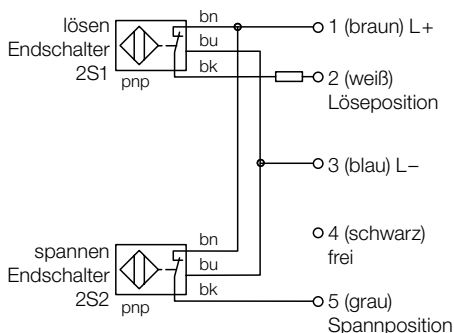 lösen
Endschalter
2S1
pnp
bn
bu
bk
1 (braun) L+
2 (weiß)
Löseposition
3 (blau) L−
4 (schwarz)
frei
spannen
Endschalter
2S2
pnp
bn
bu
bk
5 (grau)
Spannposition